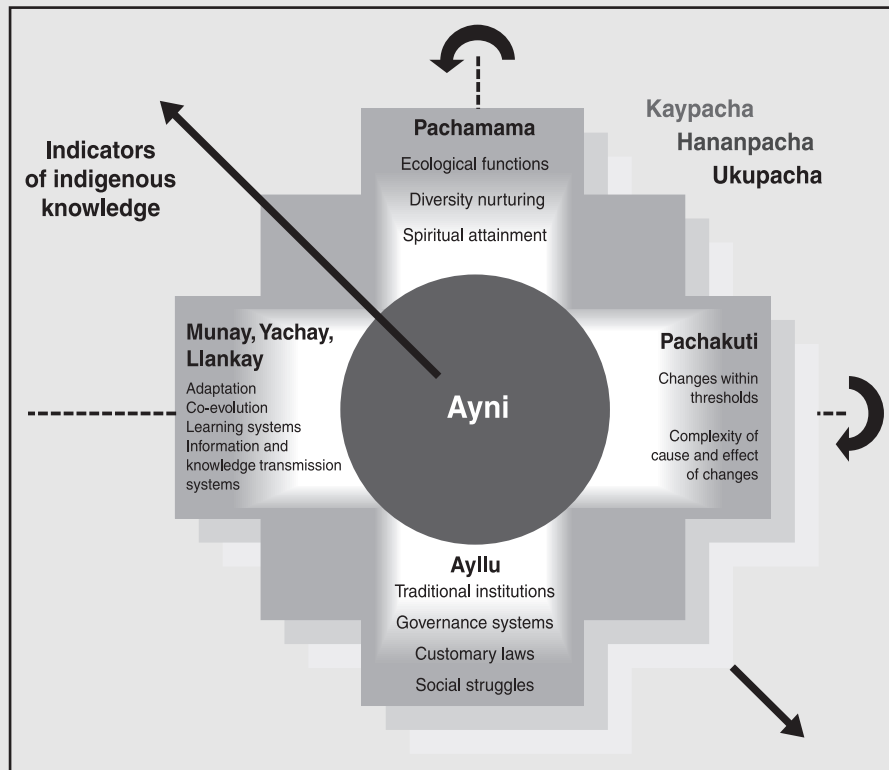 Pachamama
Ecological functions
Diversity nurturing
Spiritual attainment
Kaypacha
Hananpacha
Ukupacha
Indicators
of indigenous
knowledge
Munay, Yachay,
Llankay
Adaptation
Co-evolution
Learning systems
Information and
knowledge transmission
systems
Ayni
Pachakuti
Changes within
thresholds
Complexity of
cause and effect
of changes
Ayllu
Traditional institutions
Governance systems
Customary laws
Social struggles